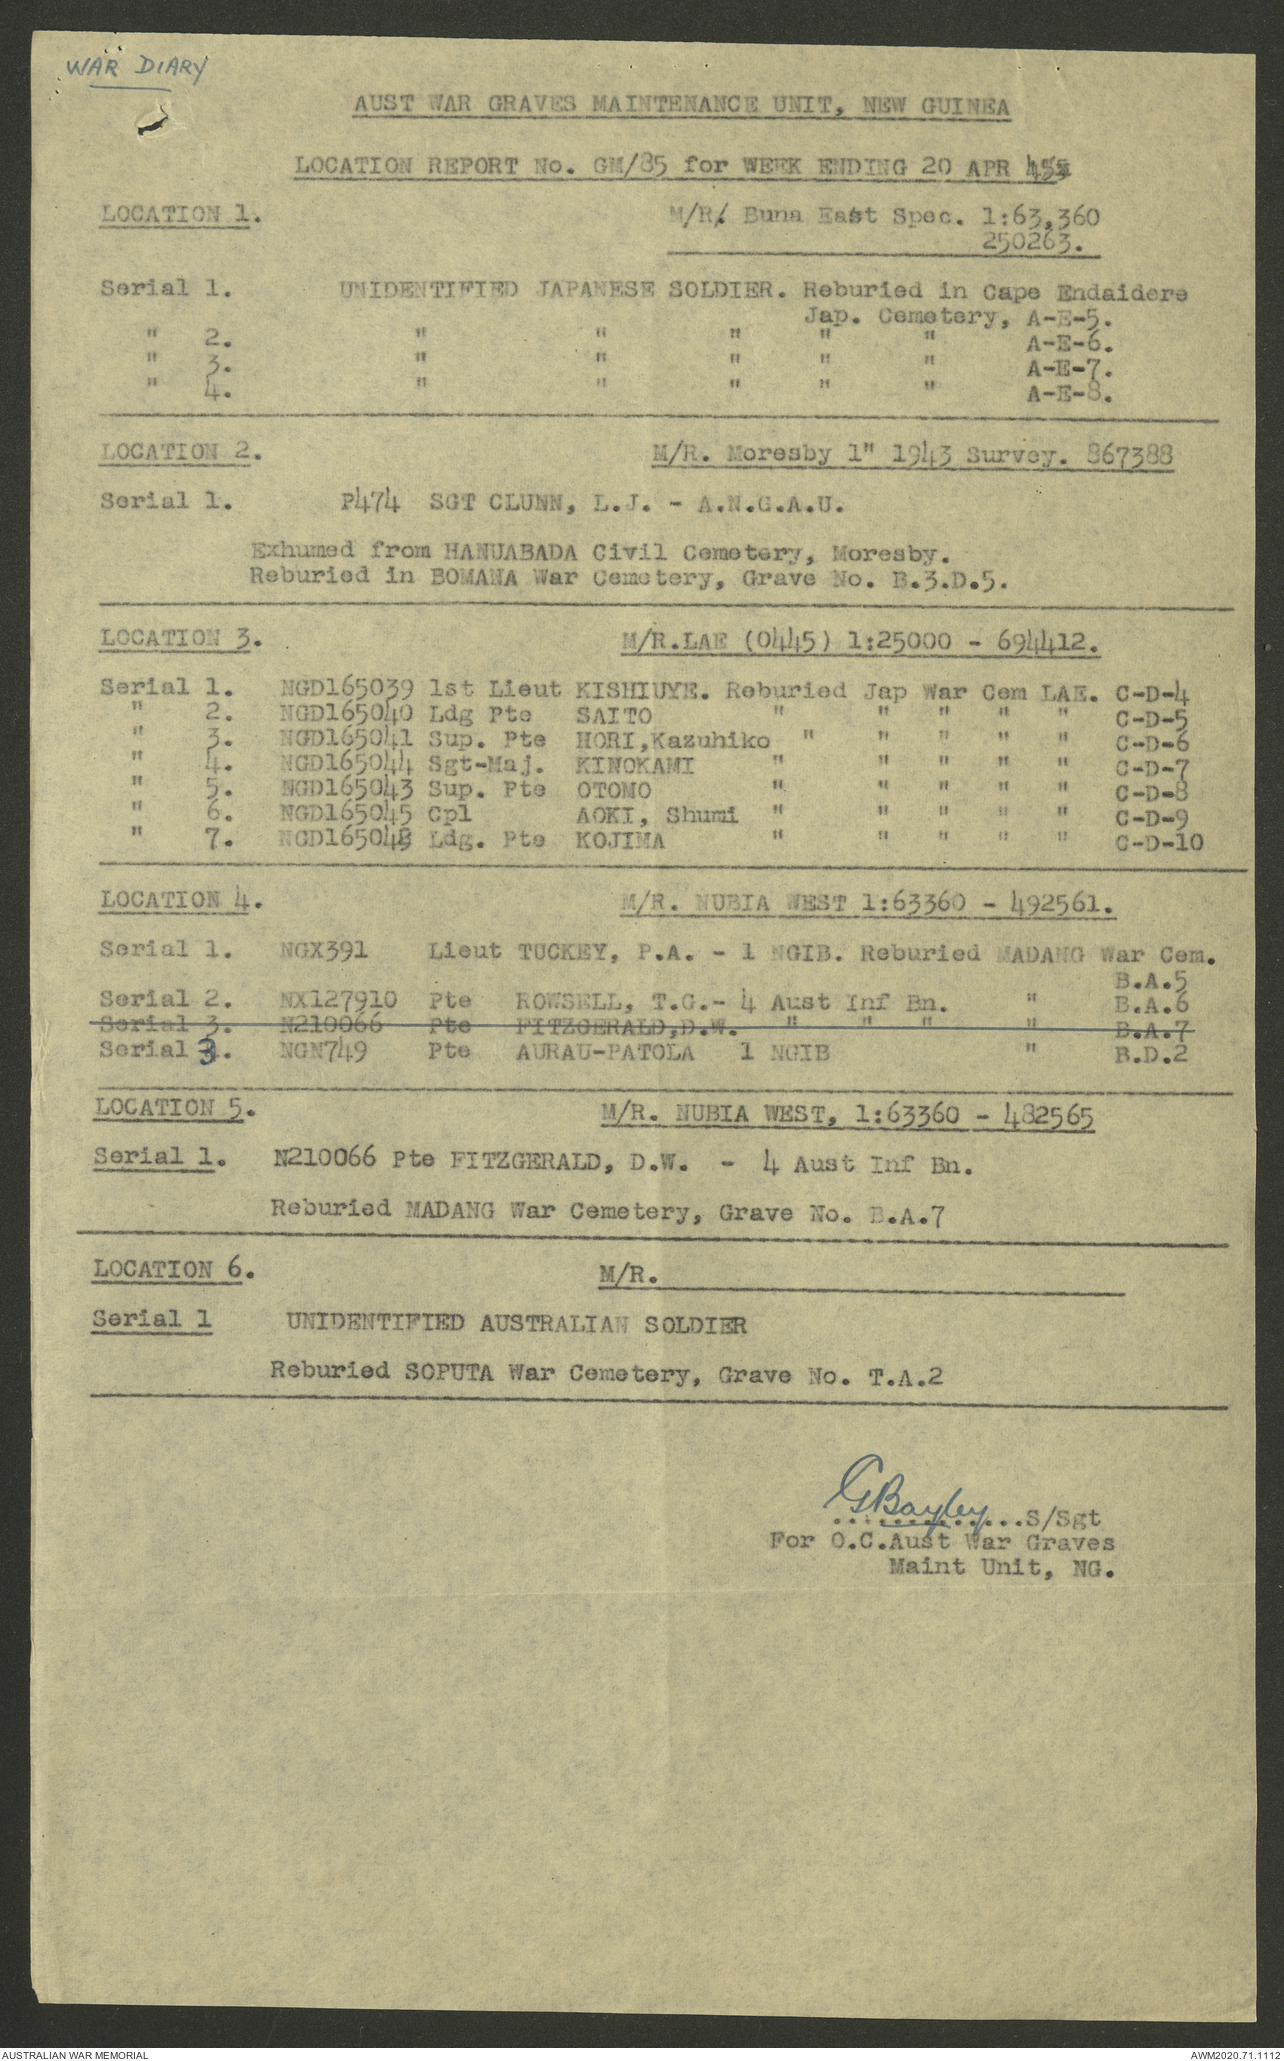 WAR DIARY
AUST WAR GRAVES MAINTENANCE UNIT, NEW GUINEA
LOCATION REPORT No. GM/85 for WEEK ENDING 20 APR 45
LOCATION 1. M/R/ Buna East Spec. 1:63,360
250263.
Serial 1. UNIDENTIFIED JAPANESE SOLDIER. Reburied in Cape Endaidere
Jap. Cemetery, A-E-5.
" 2. " " " " " A-E-6.
" 3. " " " " " A-E-7.
" 4. " " " " " A-E-8.
LOCATION 2. M/R. Moresby 1" 1943 Survey. 867388
Serial 1. P474 SGT CLUNN, L.J. - A.N.G.A.U.
Exhumed from HANUABADA Civil Cemetery, Moresby.
Reburied in BOMANA War Cemetery, Grave No. B.3.D.5.
LOCATION 3. M/R.LAE (0445) 1:25000 - 694412.
Serial 1. NGD165039 1st Lieut KISHIUYE. Reburied Jap War Cem LAE. C-D-4
" 2. NGD165040 Ldg Pte SAITO " " " " " C-D-5
" 3. NGD165041 Sup. Pte HORI,Kazuhiko " " " " " C-D-6
" 4. NGD165044 Sgt-Maj. KINOKAMI " " " " " C-D-7
" 5. NGD165043 Sup. Pte OTOMO " " " " " C-D-8
" 6. NGD165045 Cpl AOKI, Shumi " " " " " C-D-9
" 7. Ldg. Pte KOJIMA " " " " " C-D-10
LOCATION 4. M/R. NUBIA WEST 1:63360 - 492561.
Serial 1. NGX391 Lieut TUCKEY, P.A. - 1 NGIB. Reburied MADANG War Cem.
B.A.5
Serial 2. NX127910 Pte ROWSELL, T.G.- 4 Aust Inf Bn. " B.A.6
Serial 3. N210066 Pte FITZGERALD,D.W. " " " " B.A.7
Serial 3. NGN749 Pte AURAU-PATOLA 1 NGIB " B.D.2
LOCATION 5. M/R. NUBIA WEST, 1:63360 - 482565
Serial 1. N210066 Pte FITZGERALD, D.W. - 4 Aust Inf Bn.
Reburied MADANG War Cemetery, Grave No. B.A.7
LOCATION 6. M/R.
Serial 1 UNIDENTIFIED AUSTRALIAN SOLDIER
Reburied SOPUTA War Cemetery, Grave No. T.A.2
GBayley
...............S/Sgt
For O.C.Aust War Graves
Maint Unit, NG.
AUSTRALIAN WAR MEMORIAL AWM2020.71.1112